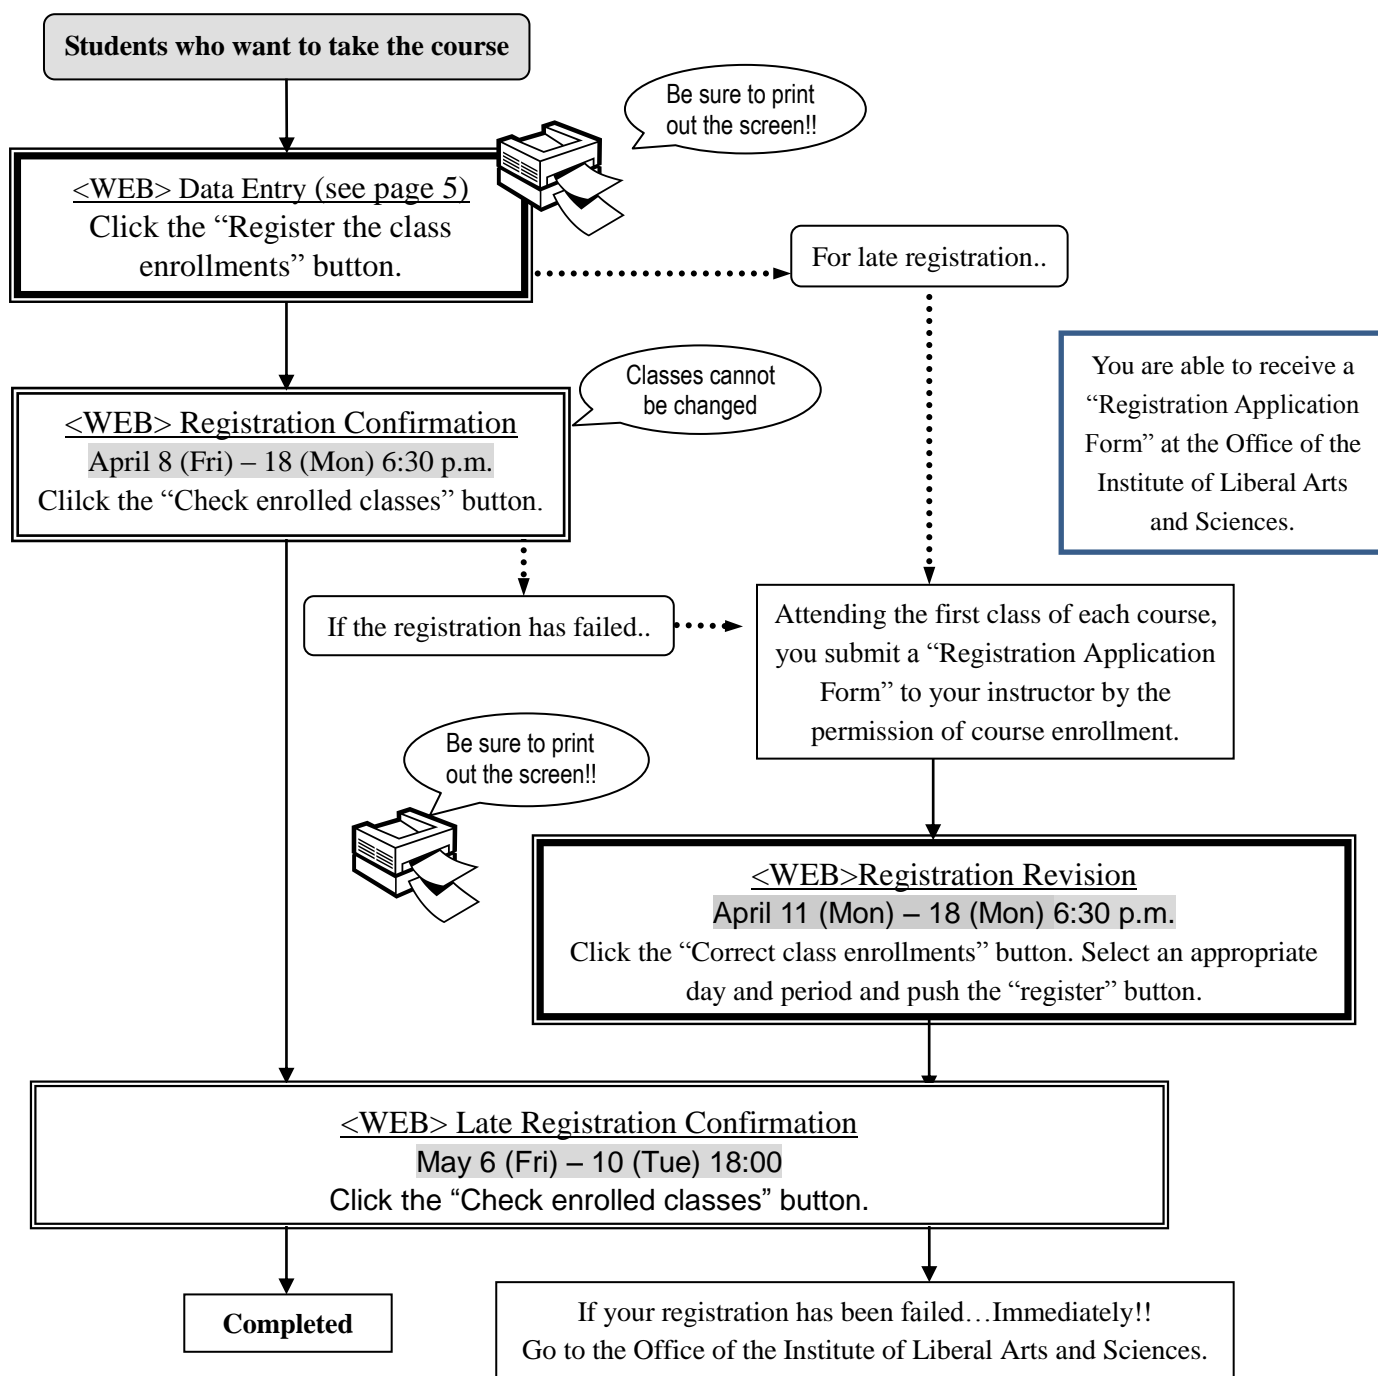 Students who want to take the course
Be sure to print
out the screen!!
<WEB> Data Entry (see page 5)
Click the “Register the class
enrollments” button.
For late registration..
Classes cannot
be changed
<WEB> Registration Confirmation
April 8 (Fri) – 18 (Mon) 6:30 p.m.
Clilck the “Check enrolled classes” button.
You are able to receive a
“Registration Application
Form” at the Office of the
Institute of Liberal Arts
and Sciences.
If the registration has failed..
Attending the first class of each course,
you submit a “Registration Application
Form” to your instructor by the
permission of course enrollment.
Be sure to print
out the screen!!
<WEB>Registration Revision
April 11 (Mon) – 18 (Mon) 6:30 p.m.
Click the “Correct class enrollments” button. Select an appropriate
day and period and push the “register” button.
<WEB> Late Registration Confirmation
May 6 (Fri) – 10 (Tue) 18:00
Click the “Check enrolled classes” button.
Completed
If your registration has been failed…Immediately!!
Go to the Office of the Institute of Liberal Arts and Sciences.